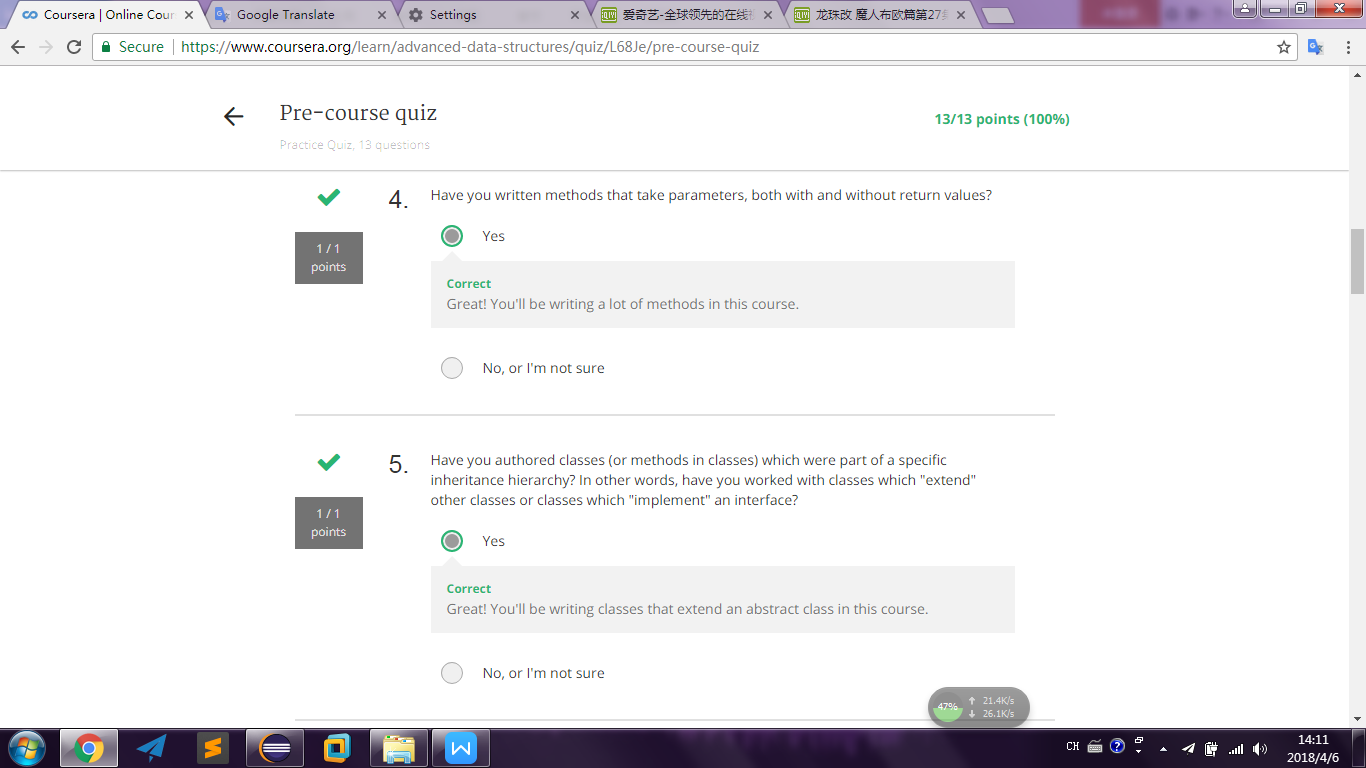 Coursera | Online Cour
Google Translate
Settings
爱奇艺-全球领先的在线
龙珠改 魔人布欧篇第27
Secure
https://www.coursera.org/learn/advanced-data-structures/quiz/L68Je/pre-course-quiz
Pre-course quiz
13/13 points (100%)
Practice Quiz, 13 questions
4.
Have you written methods that take parameters, both with and without return values?
1 / 1
points
Yes
Correct
Great! You'll be writing a lot of methods in this course.
No, or I'm not sure
5.
Have you authored classes (or methods in classes) which were part of a specific
inheritance hierarchy? In other words, have you worked with classes which "extend"
other classes or classes which "implement" an interface?
1 / 1
points
Yes
Correct
Great! You'll be writing classes that extend an abstract class in this course.
No, or I'm not sure
47%
21.4K/s
26.1K/s
CH
14:11
2018/4/6